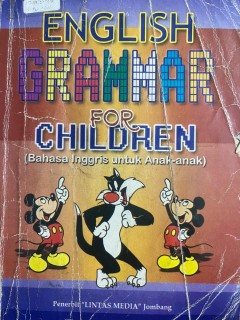 ENGLISH
GRAMMAR
FOR
CHILDREN
(Bahasa Inggris untuk Anak-anak)
Penerbit "LINTAS MEDIA" Jombang